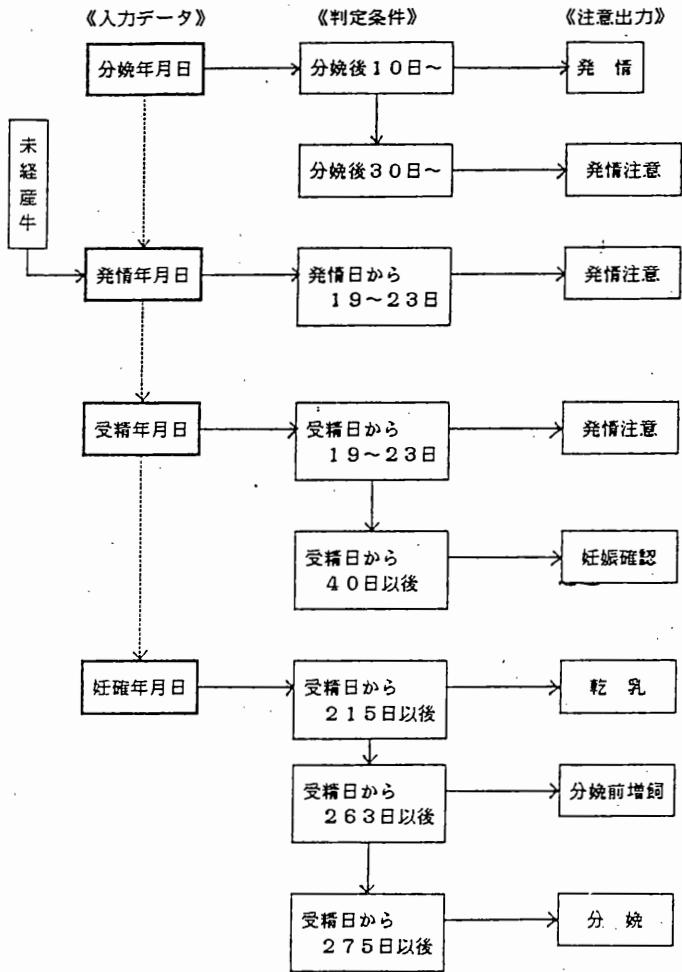 《入力データ》
《判定条件》
《注意出力》
分娩年月日
分娩後10日~
発 情
分娩後30日~
発情注意
未経産牛
発情年月日
発情日から
19~23日
発情注意
受精年月日
受精日から
19~23日
発情注意
受精日から
40日以後
妊娠確認
妊確年月日
受精日から
215日以後
乾 乳
受精日から
263日以後
分娩前増飼
受精日から
275日以後
分 娩